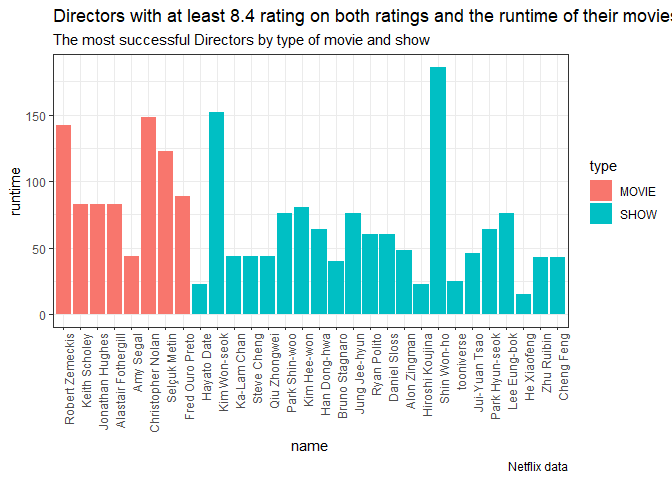 Directors with at least 8.4 rating on both ratings and the runtime of their movies
The most successful Directors by type of movie and show
runtime
150
100
50
0
type
MOVIE
SHOW
Robert Zemeckis
Keith Scholey
Jonathan Hughes
Alastair Fothergill
Amy Segal
Christopher Nolan
Selçuk Metin
Fred Ouro Preto
Hayato Date
Kim Won-seok
Ka-Lam Chan
Steve Cheng
Qiu Zhongwei
Park Shin-woo
Kim Hee-won
Han Dong-hwa
Bruno Stagnaro
Jung Jee-hyun
Ryan Polito
Daniel Sloss
Alon Zingman
Hiroshi Koujina
Shin Won-ho
tooniverse
Jui-Yuan Tsao
Park Hyun-seok
Lee Eung-bok
He Xiaofeng
Zhu Ruibin
Cheng Feng
name
Netflix data